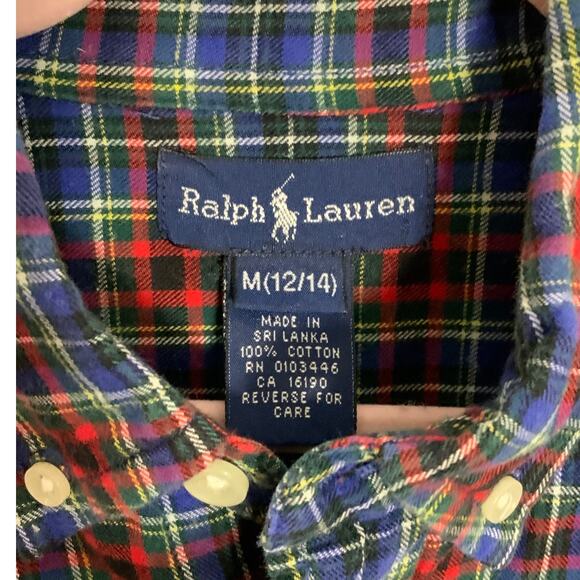 Ralph Lauren
M(12/14)
MADE IN
SRI LANKA
100% COTTON
RN 0103446
CA 16190
REVERSE FOR
CARE